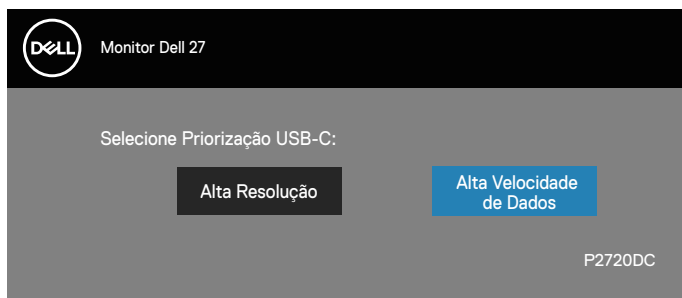 DELL
Monitor Dell 27
Selecione Priorização USB-C:
Alta Resolução
Alta Velocidade
de Dados
P2720DC